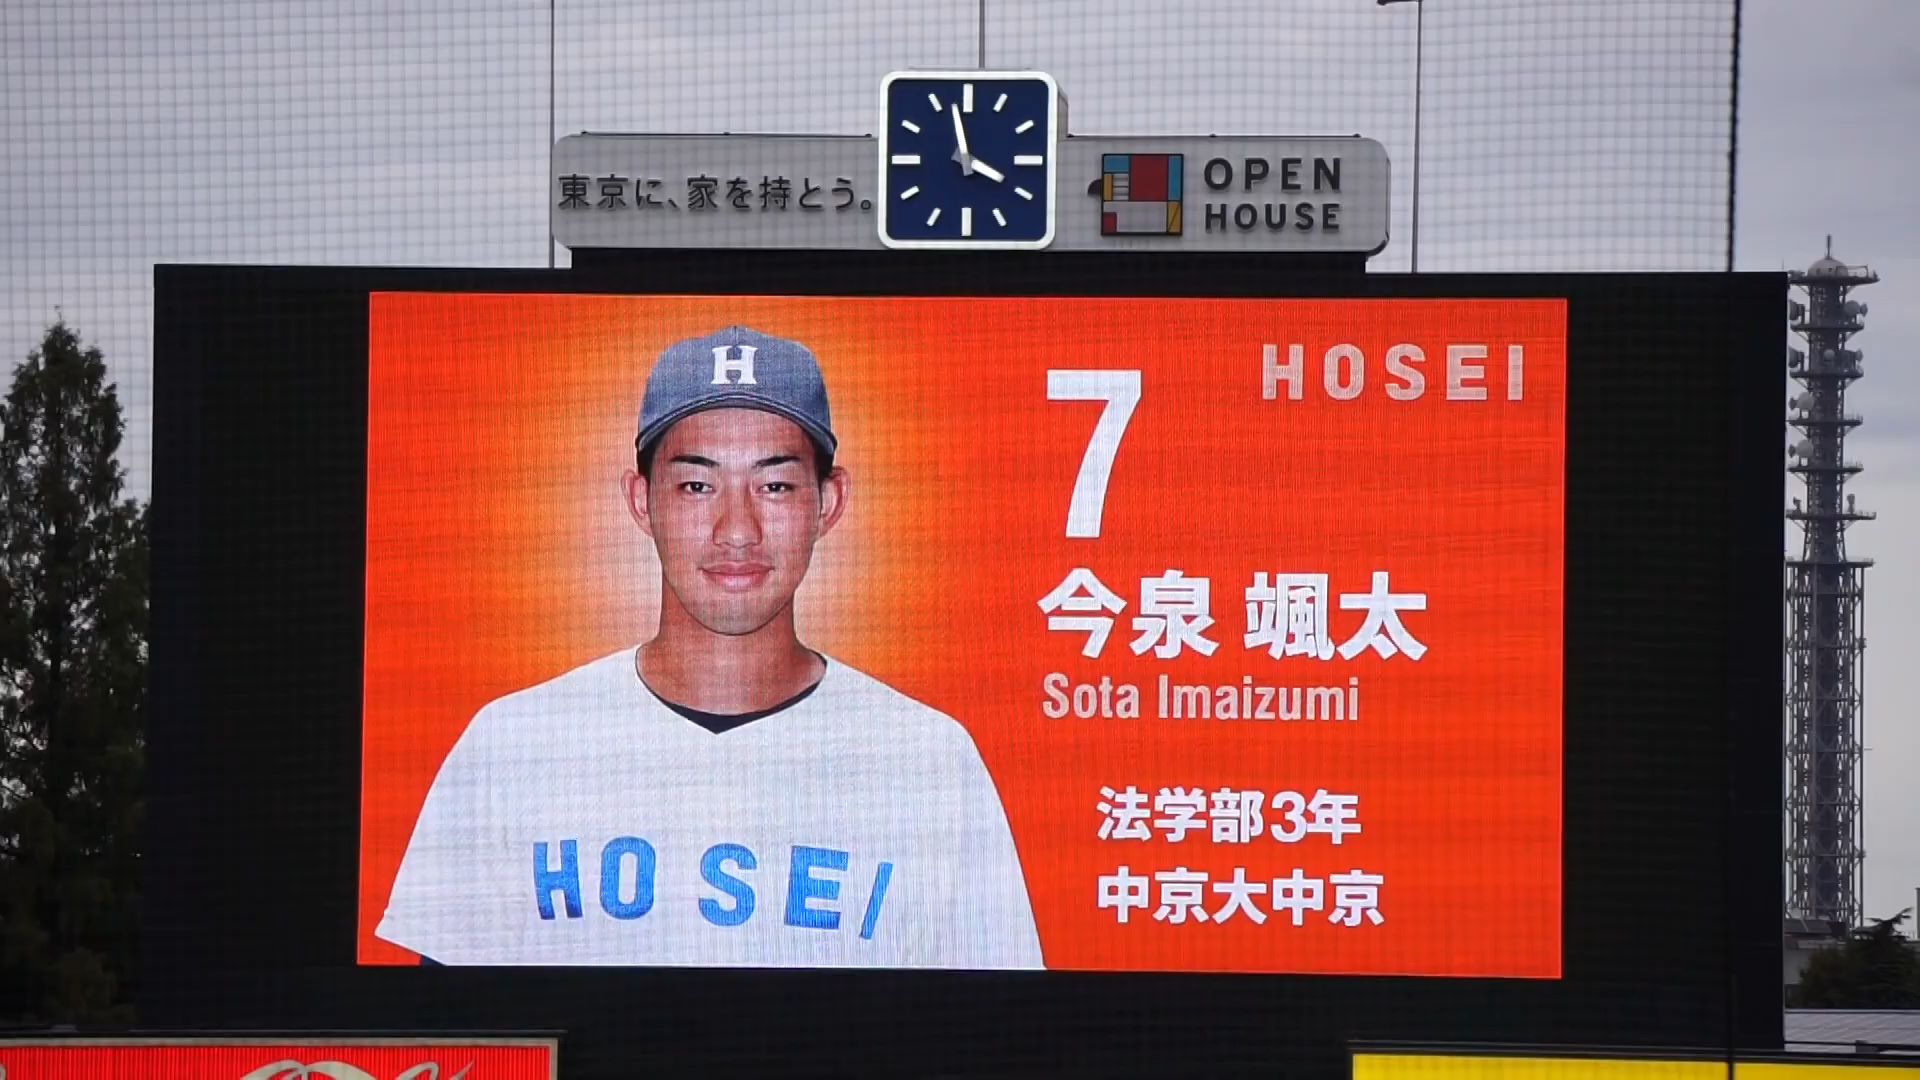 東京に、家を持とう。
OPEN
HOUSE
H
HOSEI
7
HOSEI
今泉 颯太
Sota Imaizumi
法学部3年
中京大中京